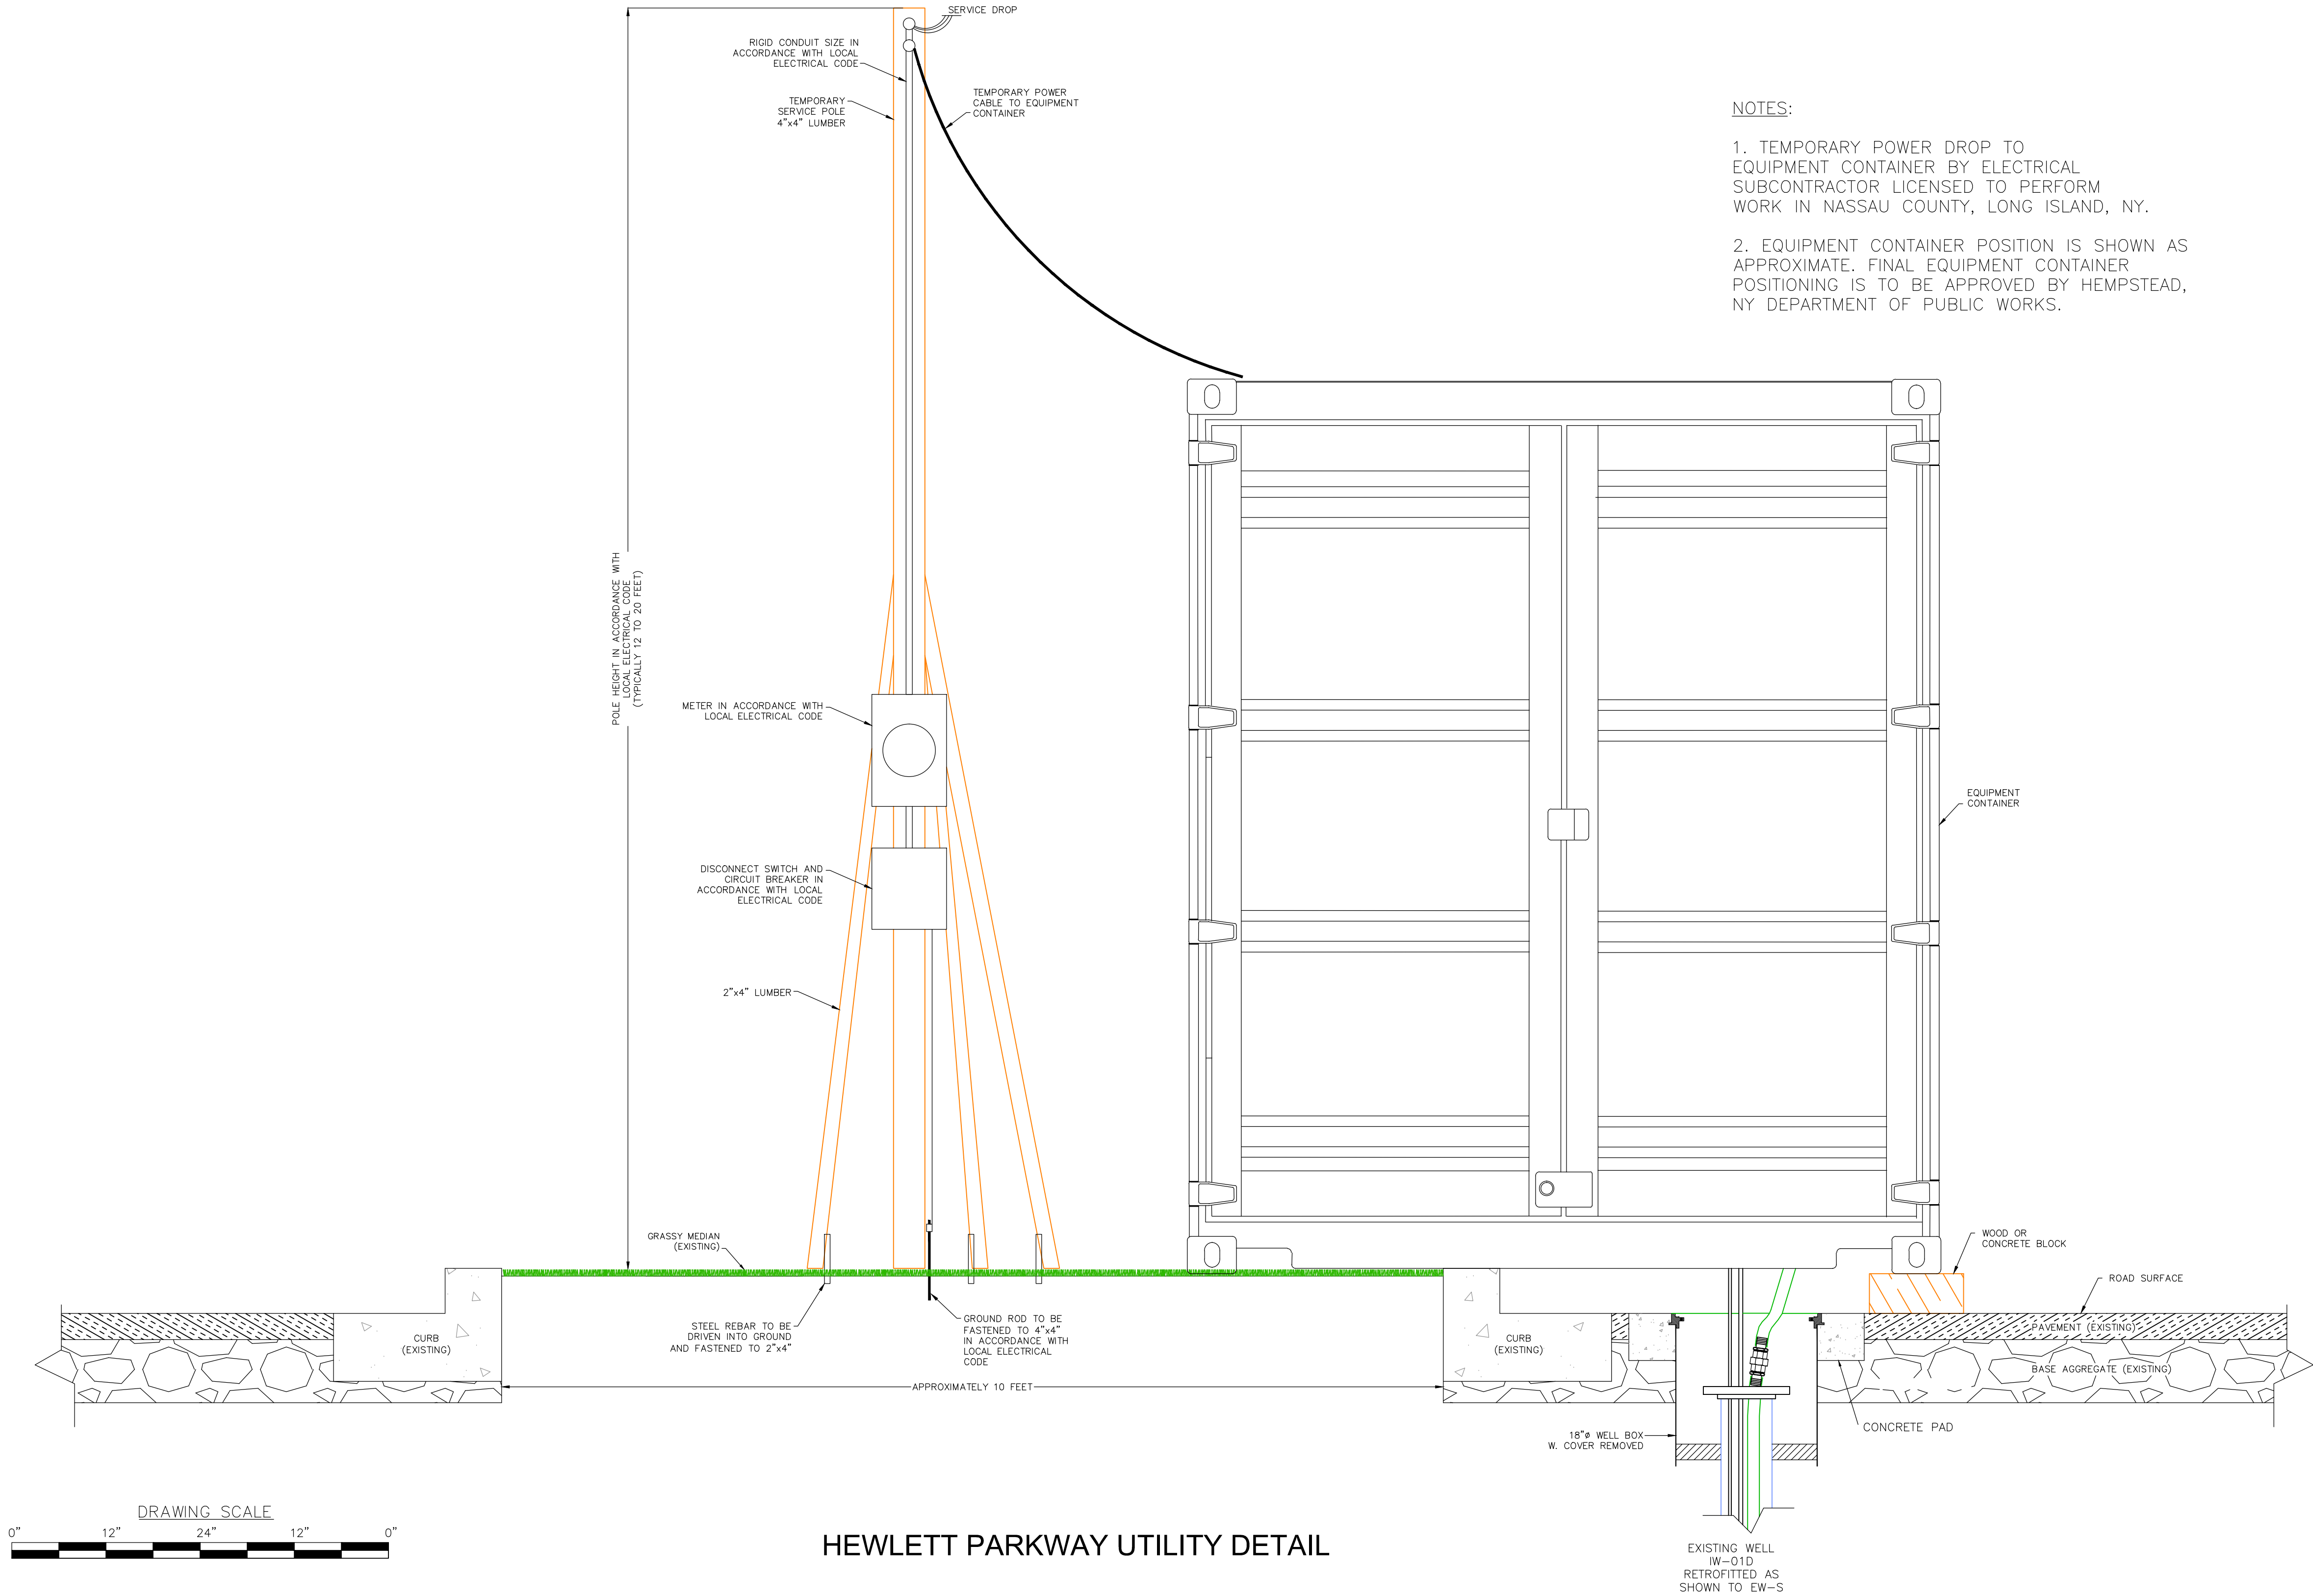 SERVICE DROP
RIGID CONDUIT SIZE IN
ACCORDANCE WITH LOCAL
ELECTRICAL CODE
TEMPORARY
SERVICE POLE
4"x4" LUMBER
TEMPORARY POWER
CABLE TO EQUIPMENT
CONTAINER
NOTES:
1. TEMPORARY POWER DROP TO
EQUIPMENT CONTAINER BY ELECTRICAL
SUBCONTRACTOR LICENSED TO PERFORM
WORK IN NASSAU COUNTY, LONG ISLAND, NY.
2. EQUIPMENT CONTAINER POSITION IS SHOWN AS
APPROXIMATE. FINAL EQUIPMENT CONTAINER
POSITIONING IS TO BE APPROVED BY HEMPSTEAD,
NY DEPARTMENT OF PUBLIC WORKS.
POLE HEIGHT IN ACCORDANCE WITH
LOCAL ELECTRICAL CODE
(TYPICALLY 12 TO 20 FEET)
METER IN ACCORDANCE WITH
LOCAL ELECTRICAL CODE
EQUIPMENT
CONTAINER
DISCONNECT SWITCH AND
CIRCUIT BREAKER IN
ACCORDANCE WITH LOCAL
ELECTRICAL CODE
2"x4" LUMBER
GRASSY MEDIAN
(EXISTING)
WOOD OR
CONCRETE BLOCK
ROAD SURFACE
STEEL REBAR TO BE
DRIVEN INTO GROUND
AND FASTENED TO 2"x4"
GROUND ROD TO BE
FASTENED TO 4"x4"
IN ACCORDANCE WITH
LOCAL ELECTRICAL
CODE
CURB
(EXISTING)
CURB
(EXISTING)
PAVEMENT (EXISTING)
BASE AGGREGATE (EXISTING)
APPROXIMATELY 10 FEET
CONCRETE PAD
18"ø WELL BOX
W. COVER REMOVED
DRAWING SCALE
0" 12" 24" 12" 0"
HEWLETT PARKWAY UTILITY DETAIL
EXISTING WELL
IW-01D
RETROFITTED AS
SHOWN TO EW-S